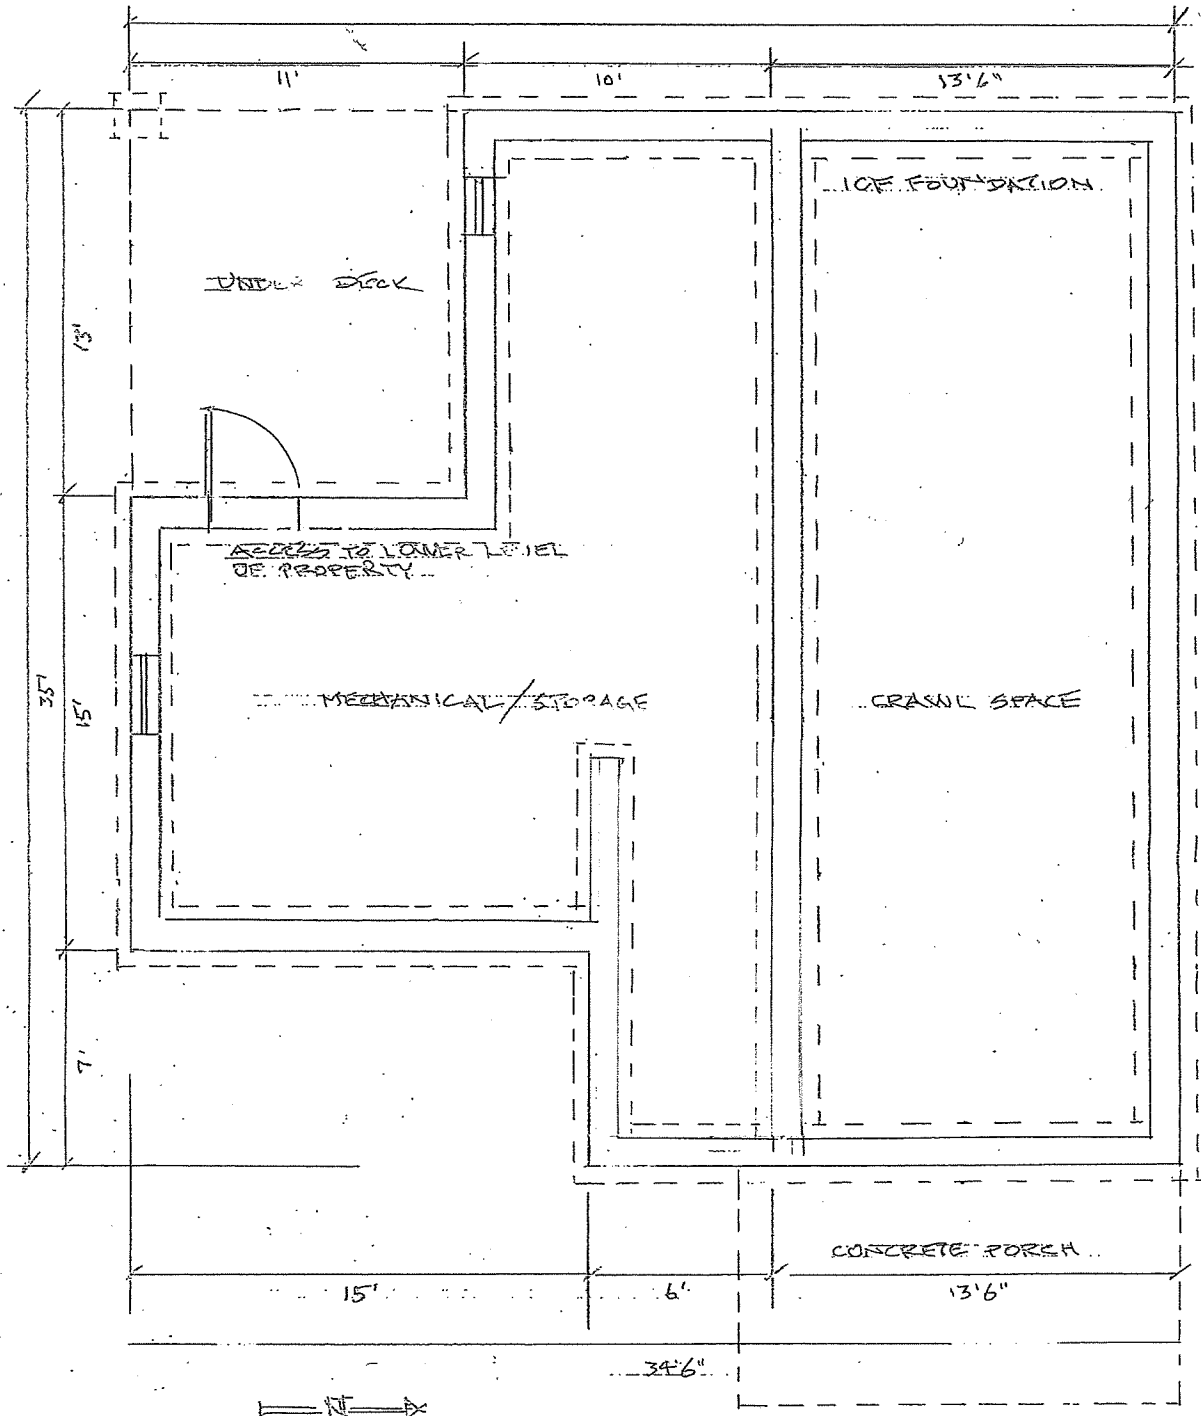 11'
10'
13'6"
ICF FOUNDATION
UNDER DECK
13'
ACCESS TO LOWER LEVEL
OF PROPERTY
35'
15'
MECHANICAL/STORAGE
CRAWL SPACE
7'
CONCRETE PORCH
15'
6'
13'6"
34'6"
N